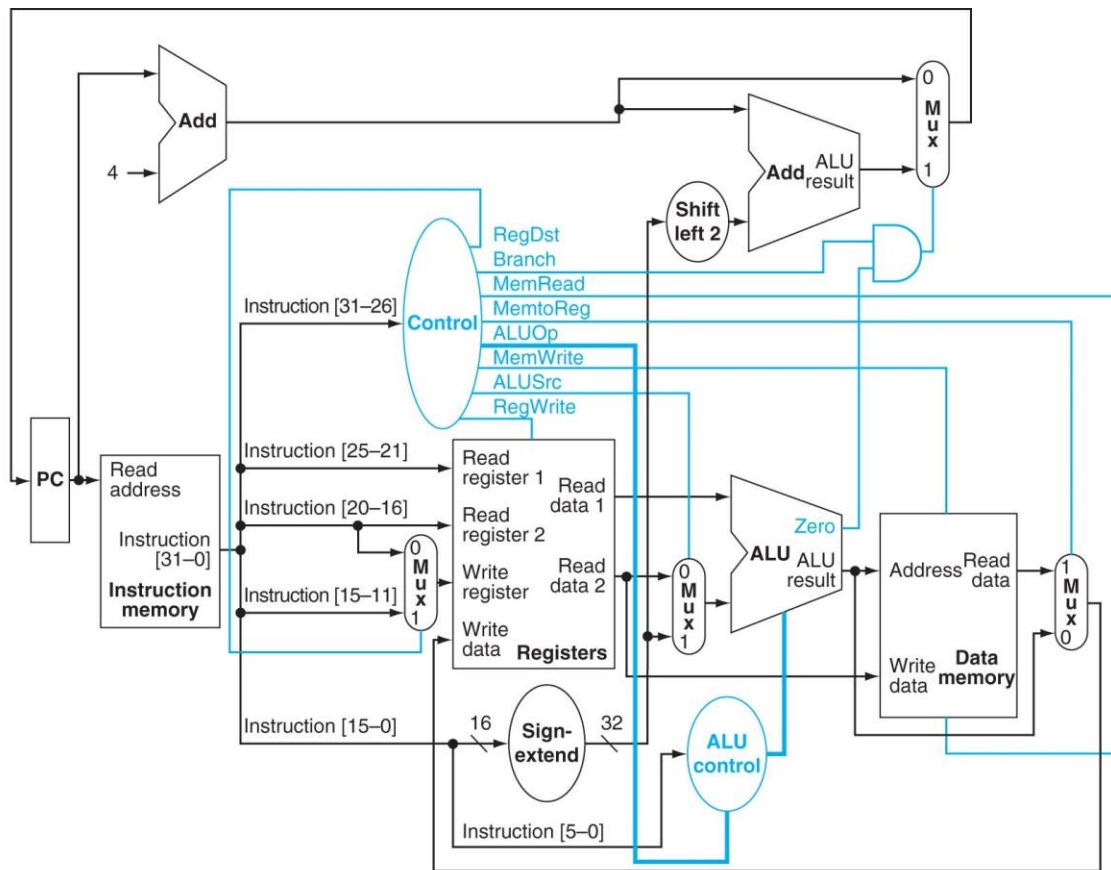 Add
4
0
M
u
x
1
Add
ALU
result
Shift
left 2
RegDst
Branch
MemRead
MemtoReg
ALUOp
MemWrite
ALUSrc
RegWrite
Control
Instruction [31–26]
PC
Read
address
Instruction
[31–0]
Instruction
memory
Instruction [25–21]
Instruction [20–16]
Instruction [15–11]
0
M
u
x
1
Read
register 1
Read
register 2
Write
register
Write
data
Read
data 1
Read
data 2
Registers
0
M
u
x
1
Zero
ALU
ALU
result
Address
Read
data
Write
data
Data
memory
1
M
u
x
0
Instruction [15–0]
16
Sign-
extend
32
ALU
control
Instruction [5–0]